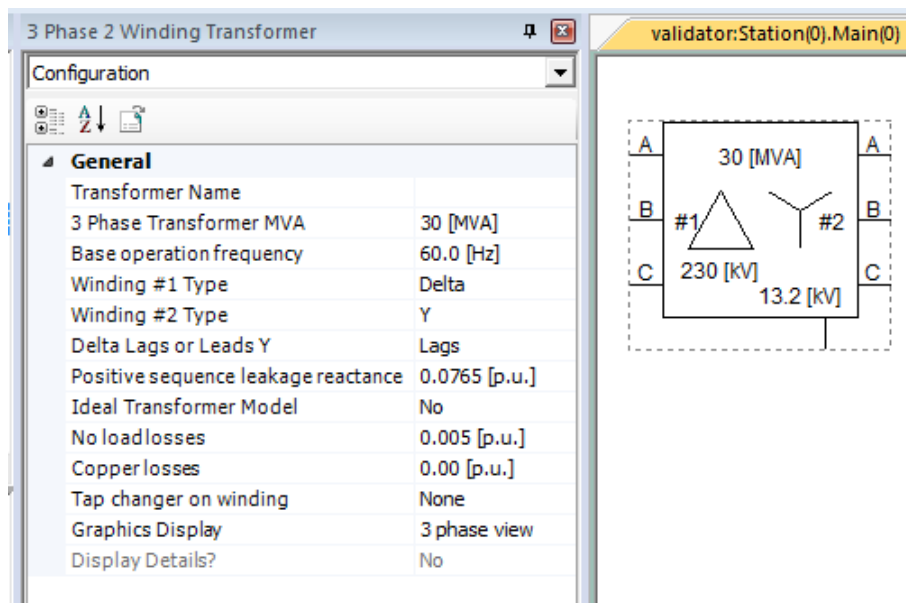 3 Phase 2 Winding Transformer
Configuration
General
Transformer Name
3 Phase Transformer MVA 30 [MVA]
Base operation frequency 60.0 [Hz]
Winding #1 Type Delta
Winding #2 Type Y
Delta Lags or Leads Y Lags
Positive sequence leakage reactance 0.0765 [p.u.]
Ideal Transformer Model No
No load losses 0.005 [p.u.]
Copper losses 0.00 [p.u.]
Tap changer on winding None
Graphics Display 3 phase view
Display Details? No
validator:Station(0).Main(0)
A 30 [MVA] A
B #1 #2 B
C 230 [kV] C
13.2 [kV]